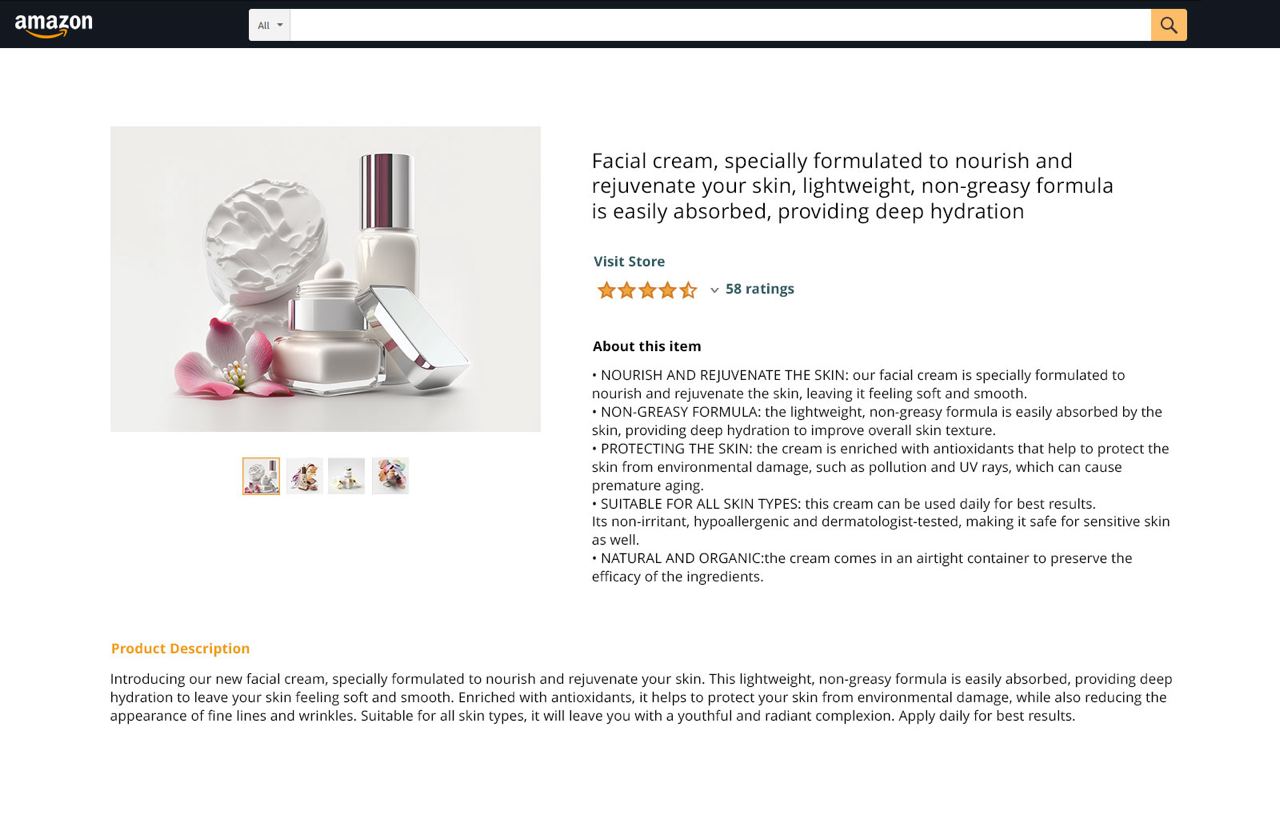 amazon
All
Facial cream, specially formulated to nourish and
rejuvenate your skin, lightweight, non-greasy formula
is easily absorbed, providing deep hydration
Visit Store
58 ratings
About this item
• NOURISH AND REJUVENATE THE SKIN: our facial cream is specially formulated to
nourish and rejuvenate the skin, leaving it feeling soft and smooth.
• NON-GREASY FORMULA: the lightweight, non-greasy formula is easily absorbed by the
skin, providing deep hydration to improve overall skin texture.
• PROTECTING THE SKIN: the cream is enriched with antioxidants that help to protect the
skin from environmental damage, such as pollution and UV rays, which can cause
premature aging.
• SUITABLE FOR ALL SKIN TYPES: this cream can be used daily for best results.
Its non-irritant, hypoallergenic and dermatologist-tested, making it safe for sensitive skin
as well.
• NATURAL AND ORGANIC:the cream comes in an airtight container to preserve the
efficacy of the ingredients.
Product Description
Introducing our new facial cream, specially formulated to nourish and rejuvenate your skin. This lightweight, non-greasy formula is easily absorbed, providing deep
hydration to leave your skin feeling soft and smooth. Enriched with antioxidants, it helps to protect your skin from environmental damage, while also reducing the
appearance of fine lines and wrinkles. Suitable for all skin types, it will leave you with a youthful and radiant complexion. Apply daily for best results.